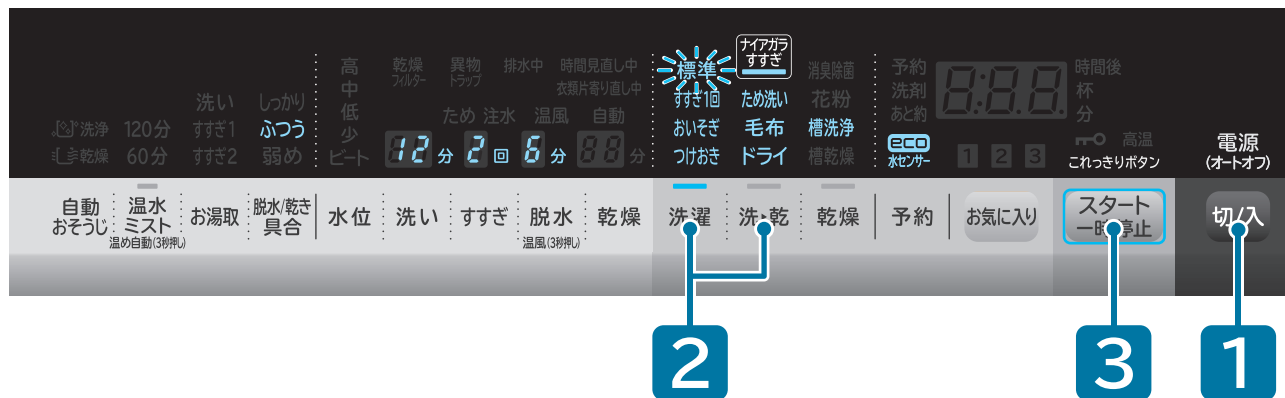 高
中
低
少
ビート
乾燥
フィルター
異物
トラップ
排水中
時間見直し中
衣類片寄り直し中
洗い
しっかり
洗浄
120分
すすぎ1
ふつう
乾燥
60分
すすぎ2
弱め
ため
注水
温風
自動
12分
2回
6分
88分
標準
ナイアガラ
すすぎ
消臭除菌
すすぎ1回
ため洗い
花粉
おいそぎ
毛布
槽洗浄
つけおき
ドライ
槽乾燥
予約
洗剤
あと約
8:88
時間後
杯
分
eco
水センサー
1
2
3
高温
これっきりボタン
電源
(オートオフ)
自動
おそうじ
温水
ミスト
温め自動(3秒押し)
お湯取
脱水/乾き
具合
水位
洗い
すすぎ
脱水
温風(3秒押し)
乾燥
洗濯
洗▸乾
乾燥
予約
お気に入り
スタート
一時停止
切/入
2
3
1